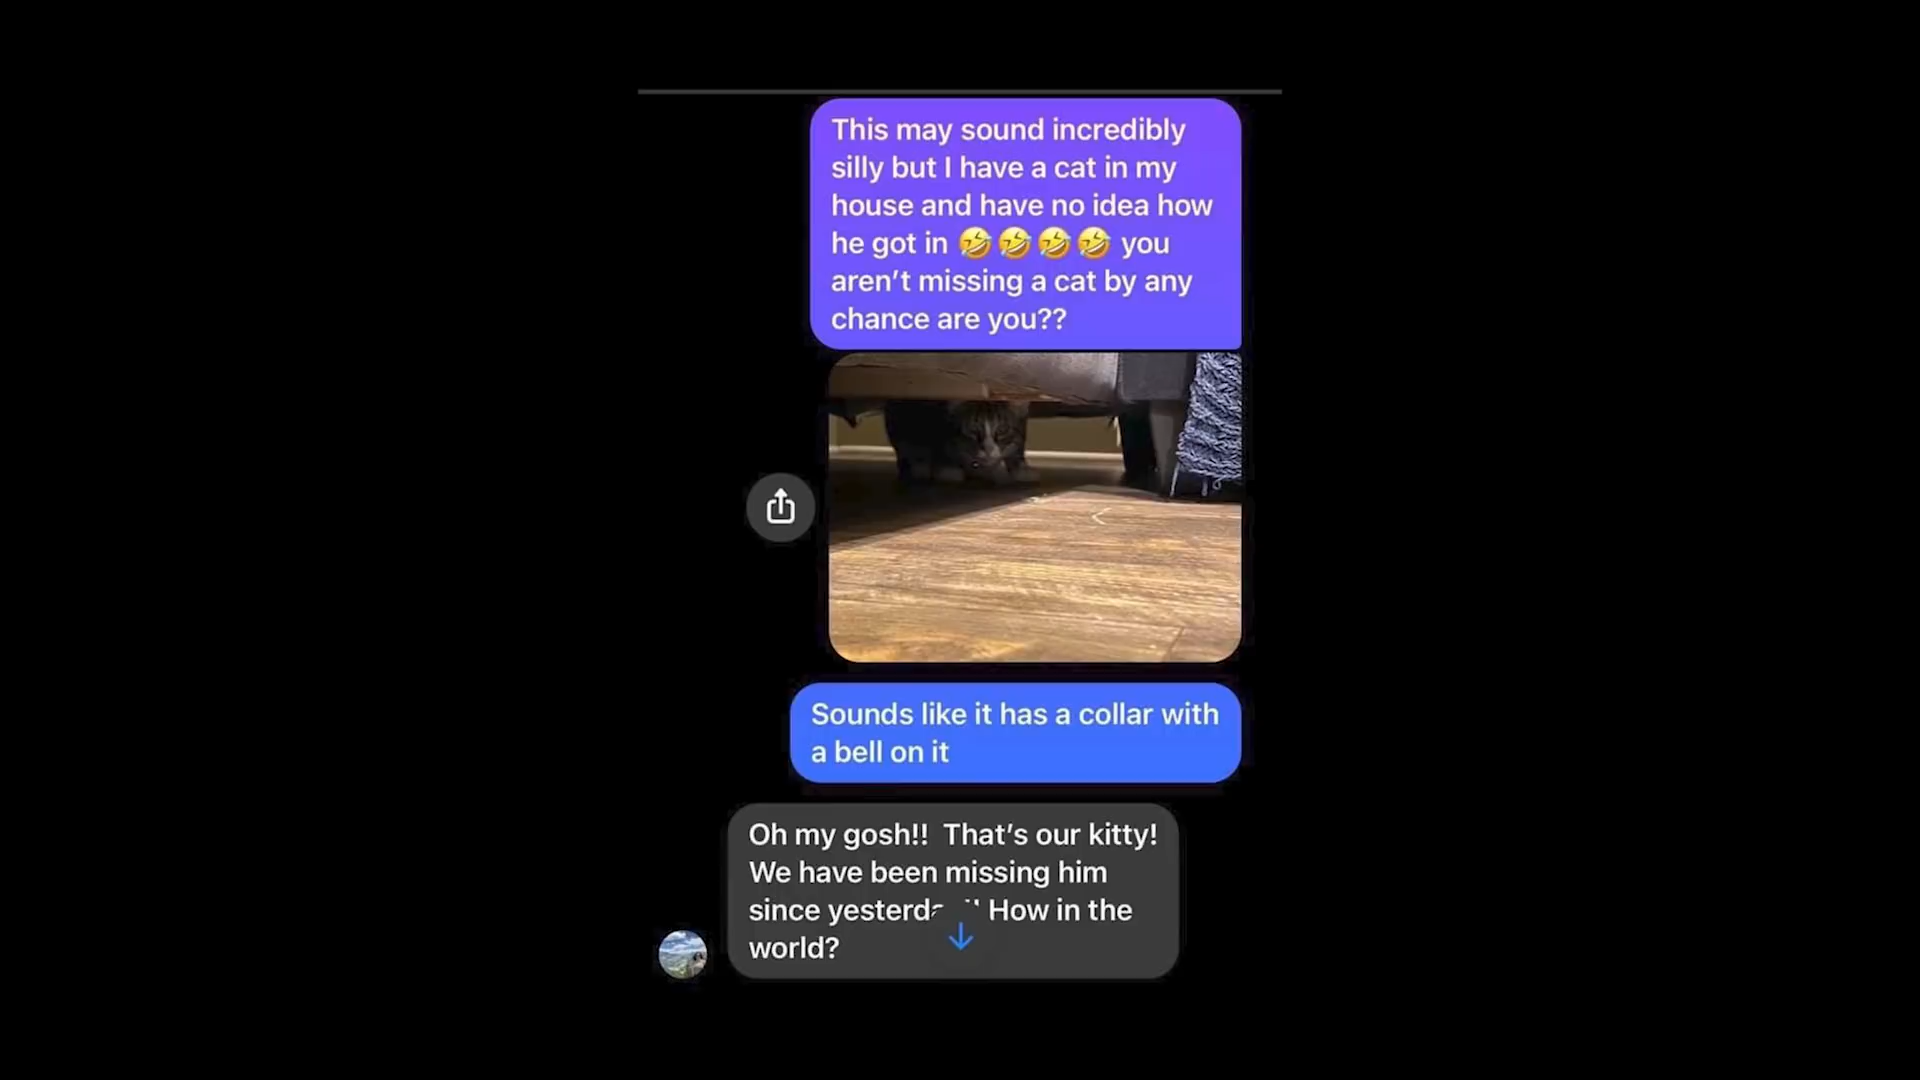 This may sound incredibly
silly but I have a cat in my
house and have no idea how
he got in 🤣🤣🤣🤣 you
aren’t missing a cat by any
chance are you??
Sounds like it has a collar with
a bell on it
Oh my gosh!!  That’s our kitty!
We have been missing him
since How in the
world?